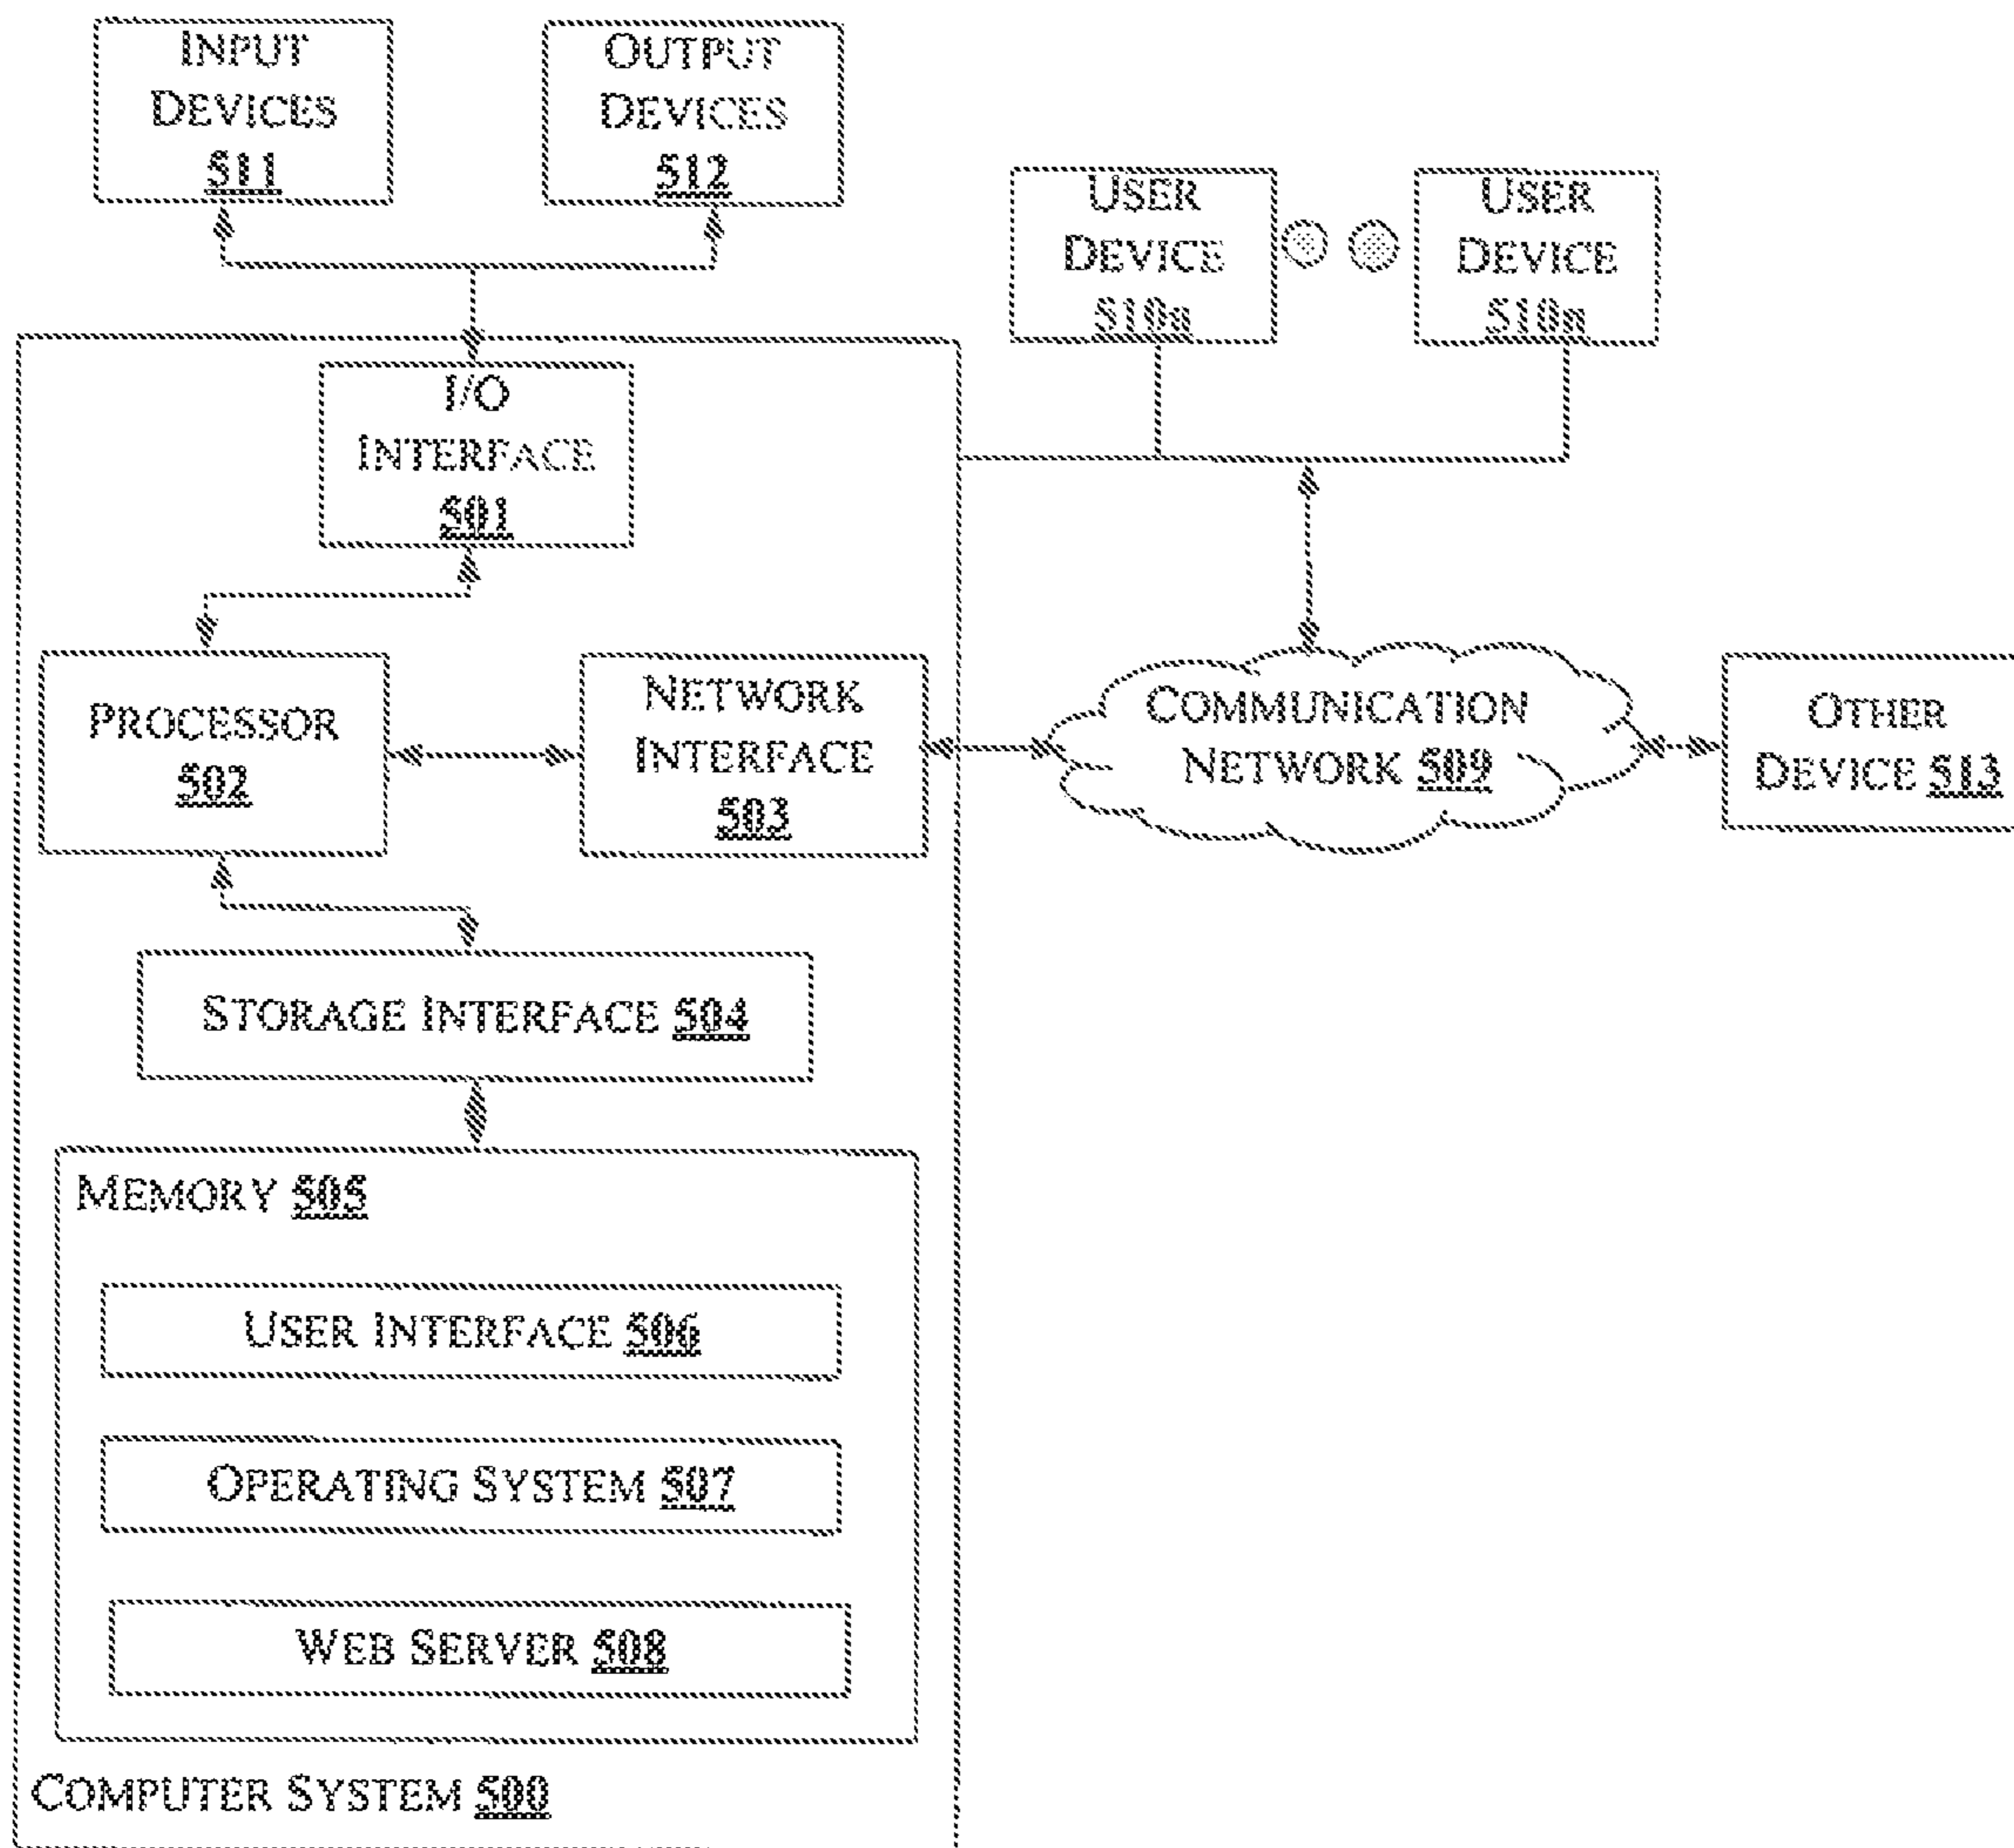 INPUT
DEVICES
511
OUTPUT
DEVICES
512
USER
DEVICE
510a
USER
DEVICE
510n
I/O
INTERFACE
501
PROCESSOR
502
NETWORK
INTERFACE
503
COMMUNICATION
NETWORK 509
OTHER
DEVICE 513
STORAGE INTERFACE 504
MEMORY 505
USER INTERFACE 506
OPERATING SYSTEM 507
WEB SERVER 508
COMPUTER SYSTEM 500